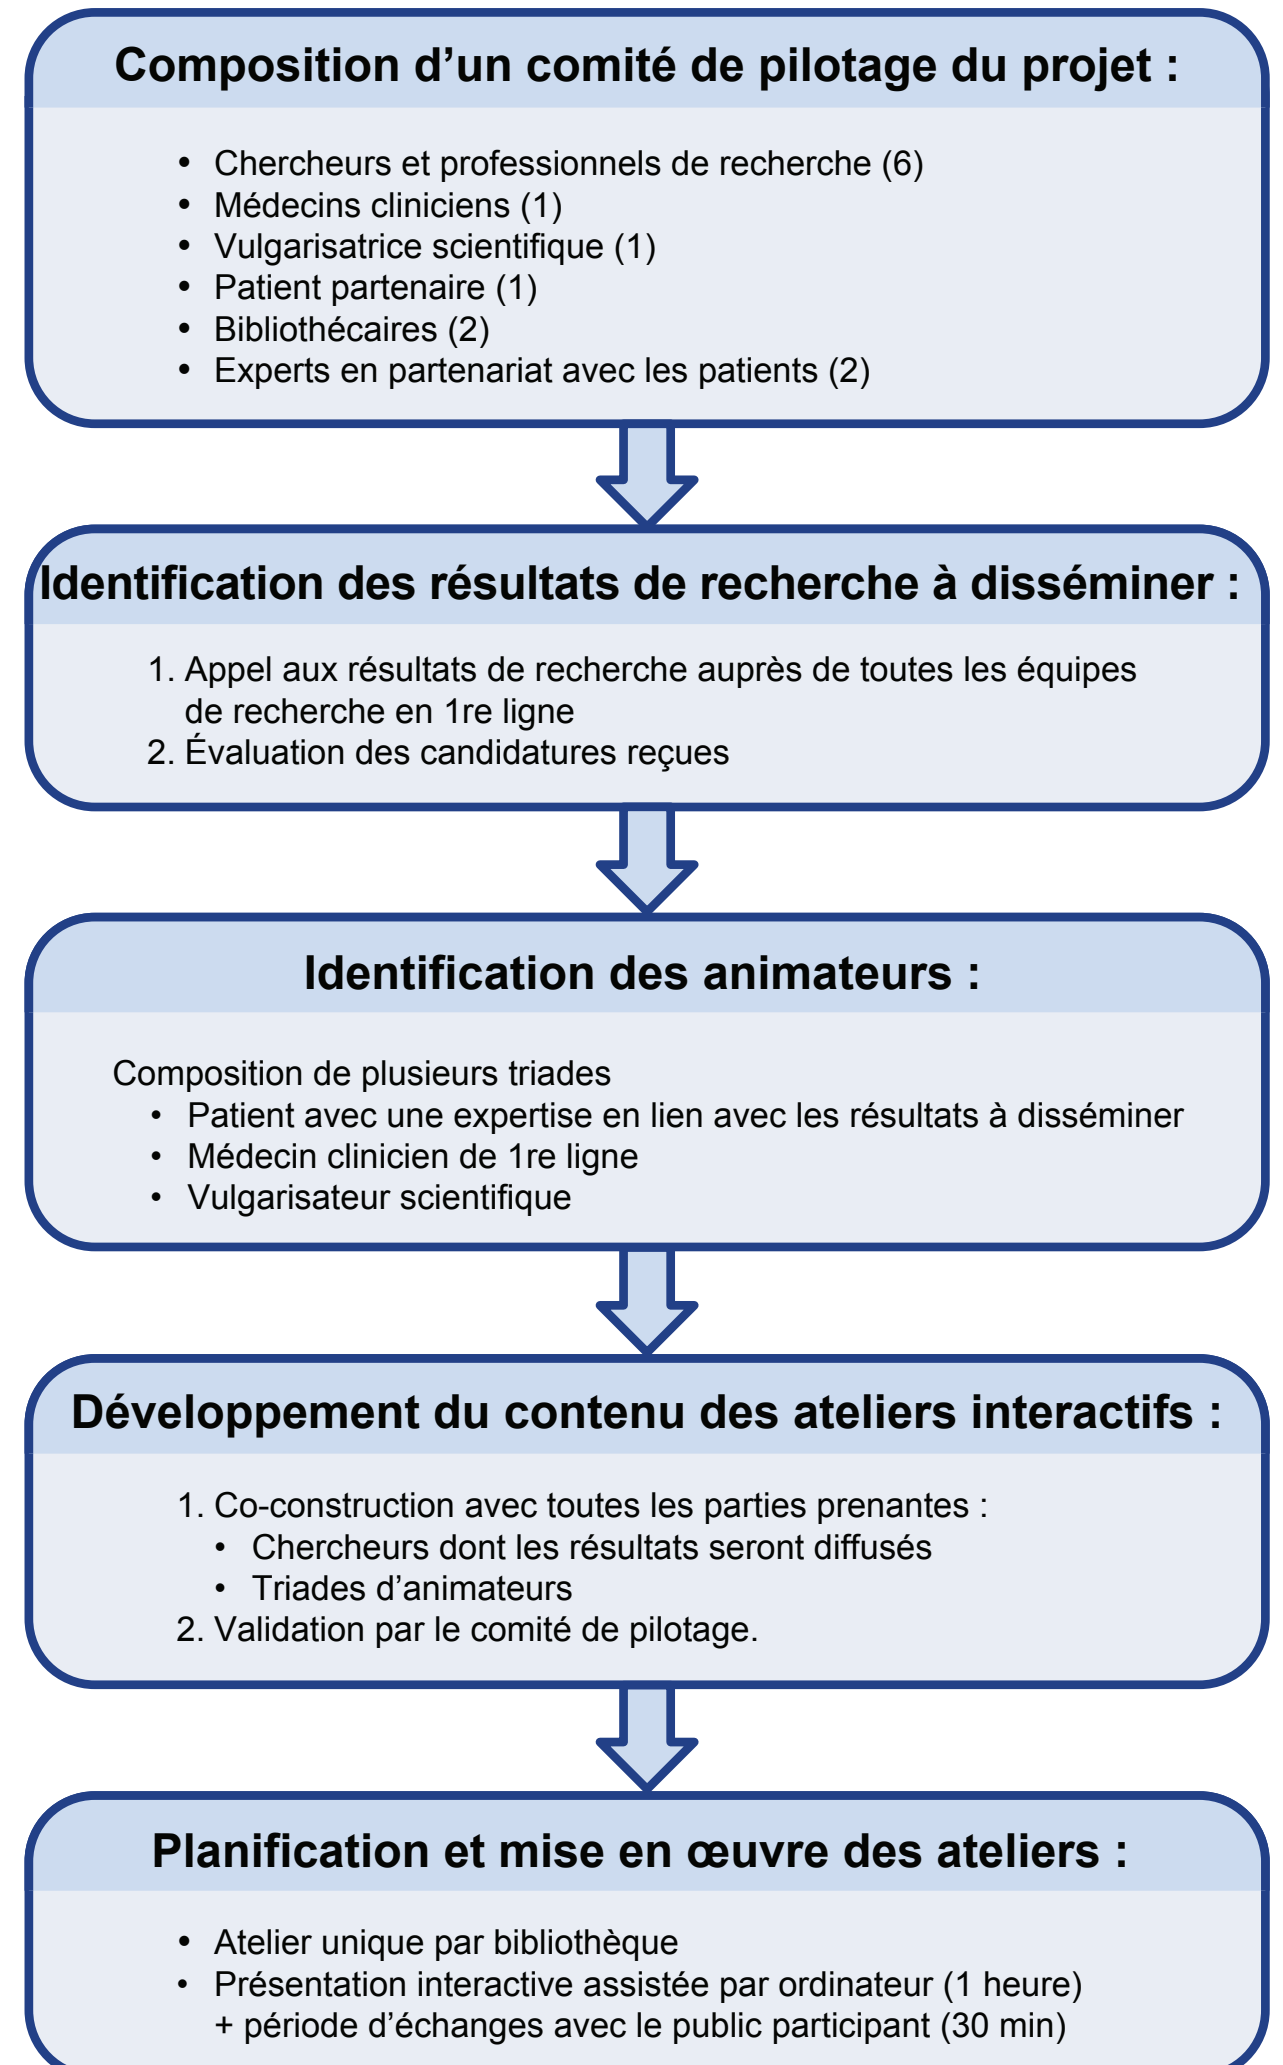 Composition d’un comité de pilotage du projet :
• Chercheurs et professionnels de recherche (6)
• Médecins cliniciens (1)
• Vulgarisatrice scientifique (1)
• Patient partenaire (1)
• Bibliothécaires (2)
• Experts en partenariat avec les patients (2)
Identification des résultats de recherche à disséminer :
1. Appel aux résultats de recherche auprès de toutes les équipes
de recherche en 1re ligne
2. Évaluation des candidatures reçues
Identification des animateurs :
Composition de plusieurs triades
• Patient avec une expertise en lien avec les résultats à disséminer
• Médecin clinicien de 1re ligne
• Vulgarisateur scientifique
Développement du contenu des ateliers interactifs :
1. Co-construction avec toutes les parties prenantes :
• Chercheurs dont les résultats seront diffusés
• Triades d’animateurs
2. Validation par le comité de pilotage.
Planification et mise en œuvre des ateliers :
• Atelier unique par bibliothèque
• Présentation interactive assistée par ordinateur (1 heure)
+ période d’échanges avec le public participant (30 min)